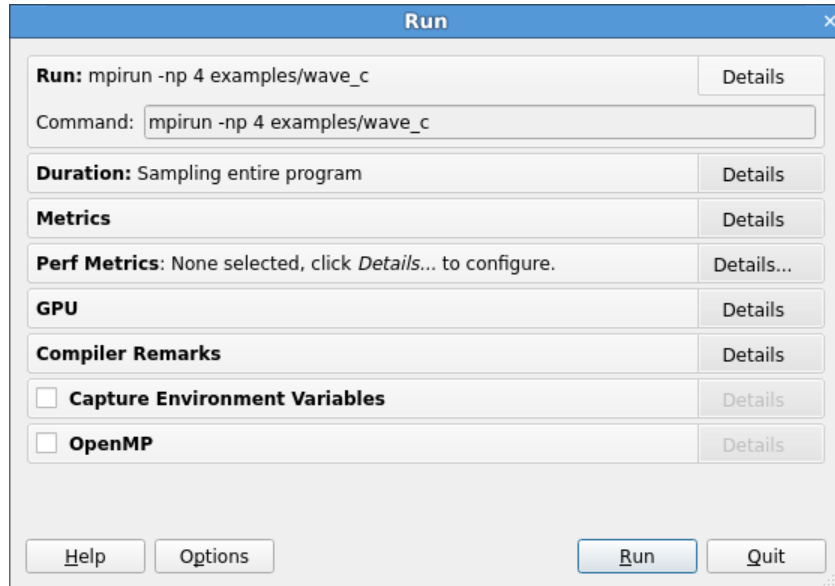 Run
Run: mpirun -np 4 examples/wave_c Details
Command: mpirun -np 4 examples/wave_c
Duration: Sampling entire program Details
Metrics Details
Perf Metrics: None selected, click Details... to configure. Details...
GPU Details
Compiler Remarks Details
Capture Environment Variables Details
OpenMP Details
Help Options Run Quit